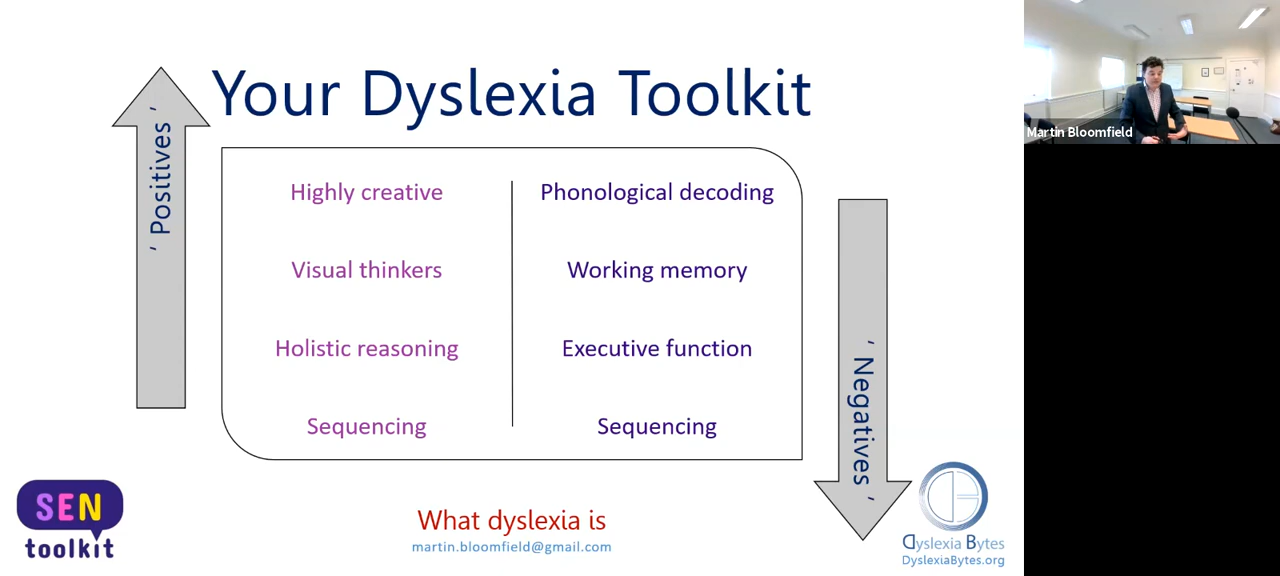 Your Dyslexia Toolkit
' Positives '
Highly creative
Phonological decoding
Visual thinkers
Working memory
Holistic reasoning
Executive function
Sequencing
Sequencing
' Negatives '
SEN
toolkit
What dyslexia is
martin.bloomfield@gmail.com
Dyslexia Bytes
DyslexiaBytes.org
Martin Bloomfield